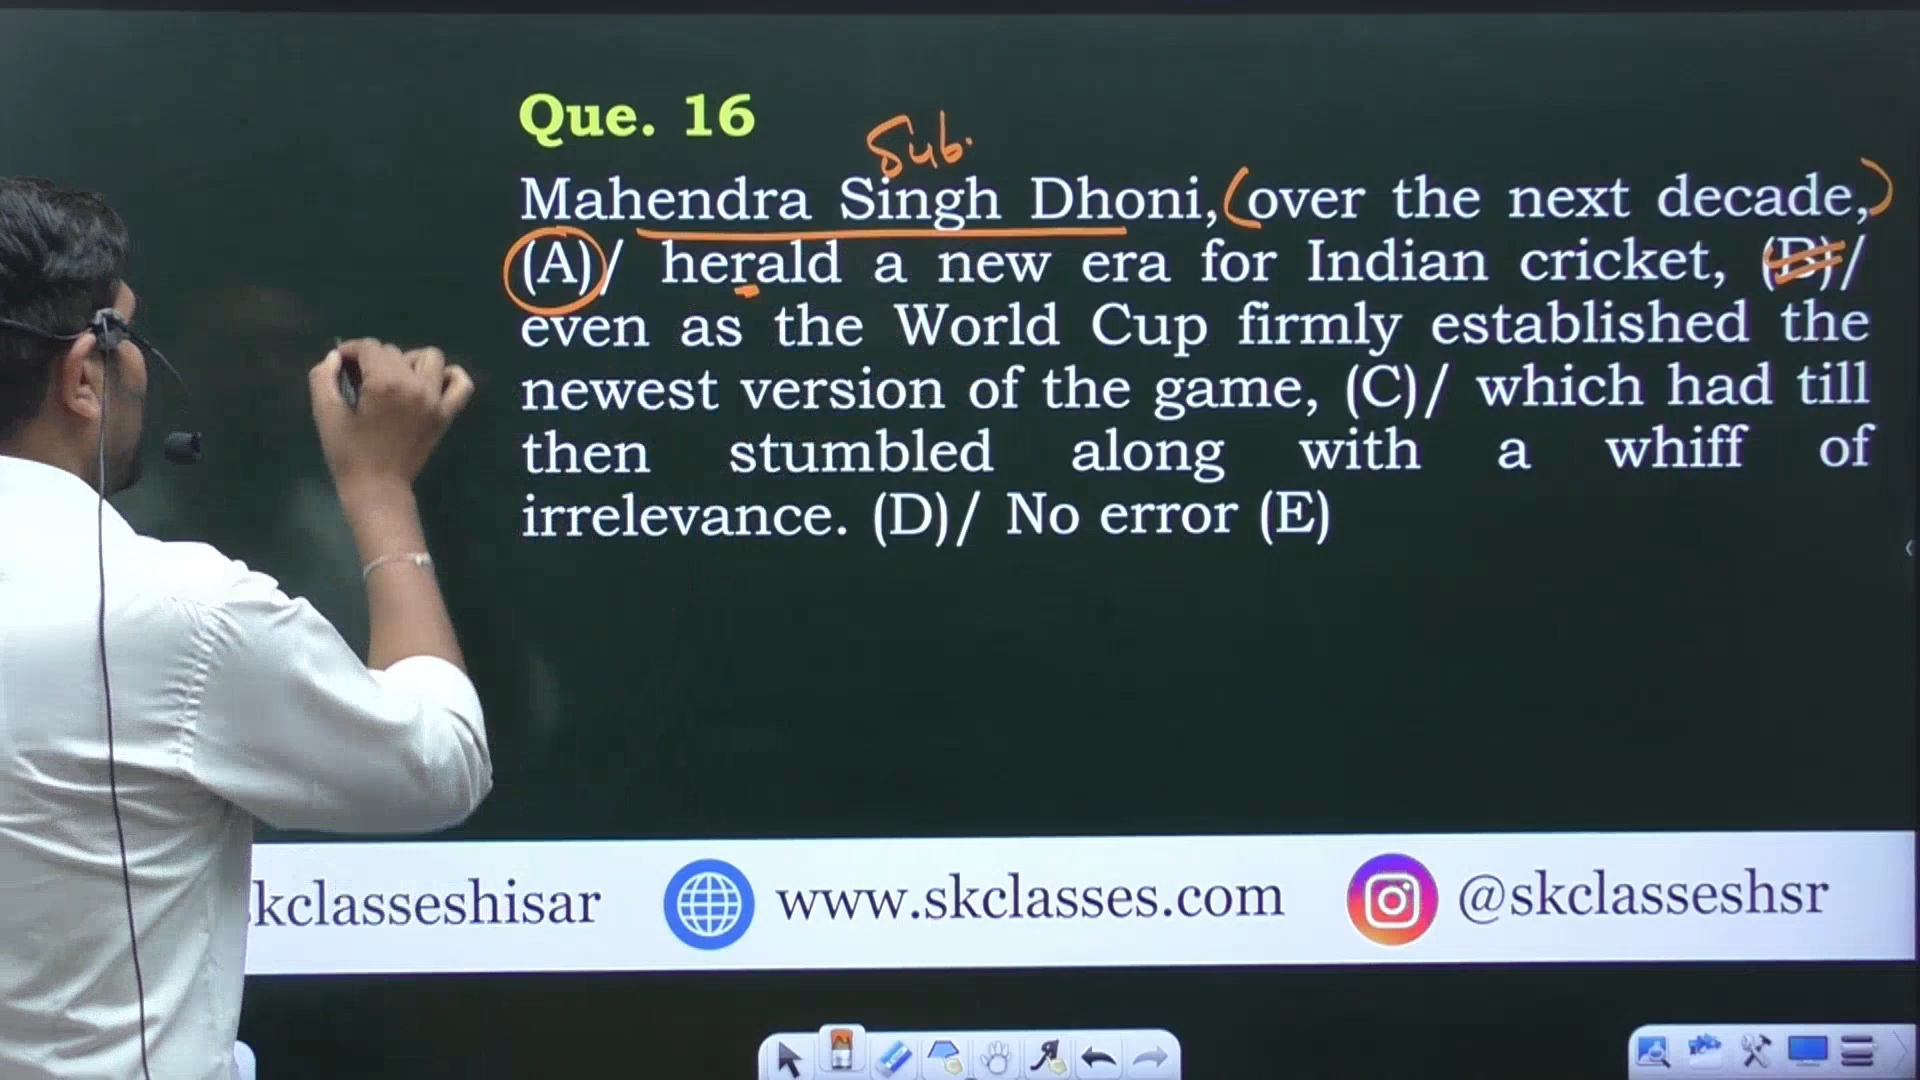 Que. 16
Sub.
Mahendra Singh Dhoni, (over the next decade,)
(A)/ herald a new era for Indian cricket, (B)/
even as the World Cup firmly established the
newest version of the game, (C)/ which had till
then stumbled along with a whiff of
irrelevance. (D)/ No error (E)
kclasseshisar
www.skclasses.com
@skclasseshsr